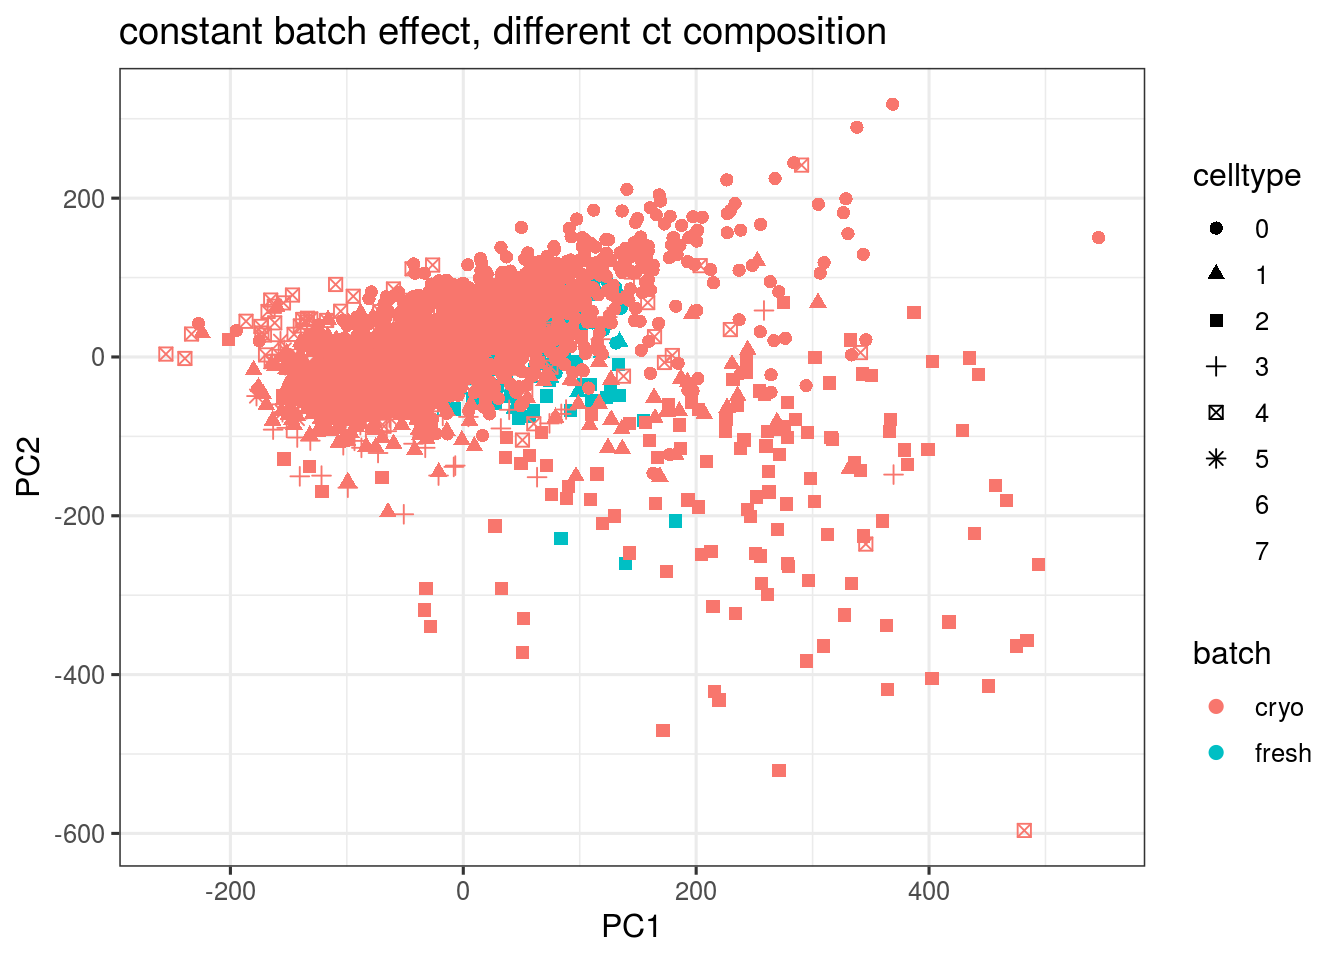 constant batch effect, different ct composition
PC2
200
0
-200
-400
-600
-200
0
200
400
PC1
celltype
0
1
2
3
4
5
6
7
batch
cryo
fresh